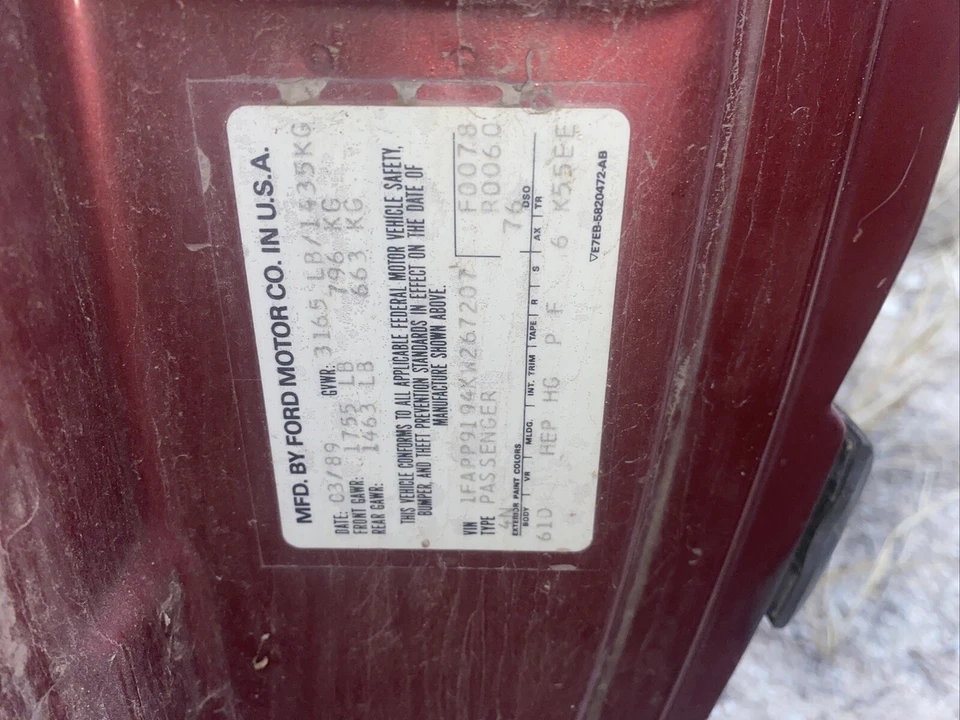 MFD. BY FORD MOTOR CO. IN U.S.A.
DATE: 03/89 GVWR: 3165 LB/1435KG
FRONT GAWR: 1755 LB 796 KG
REAR GAWR: 1463 LB 663 KG
THIS VEHICLE CONFORMS TO ALL APPLICABLE FEDERAL MOTOR VEHICLE SAFETY,
BUMPER, AND THEFT PREVENTION STANDARDS IN EFFECT ON THE DATE OF
MANUFACTURE SHOWN ABOVE.
VIN 1FAPP9194KW267207 F0078
TYPE PASSENGER R0060
4N 76
EXTERIOR PAINT COLORS DSO
BODY VR MLDG. INT. TRIM TAPE R S AX TR
61D HEP HG P F 6 K55EE
▽E7EB-5820472-AB